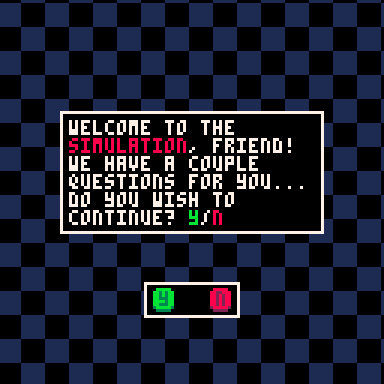 WELCOME TO THE
SIMULATION, FRIEND!
WE HAVE A COUPLE
QUESTIONS FOR YOU...
DO YOU WISH TO
CONTINUE? Y/N
Y N